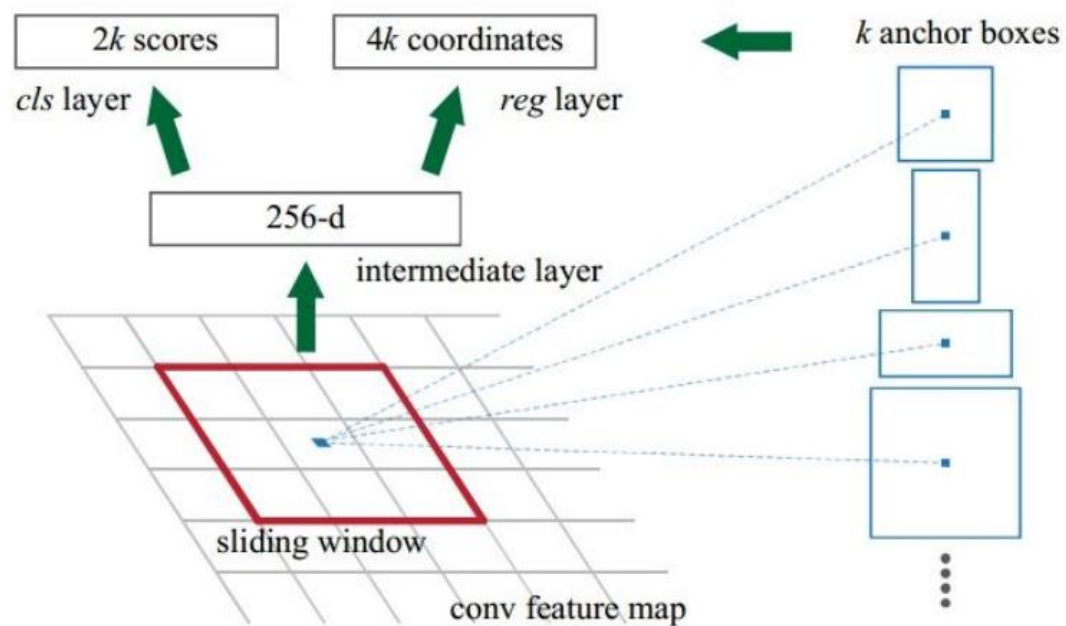 2k scores
4k coordinates
k anchor boxes
cls layer
reg layer
256-d
intermediate layer
sliding window
conv feature map